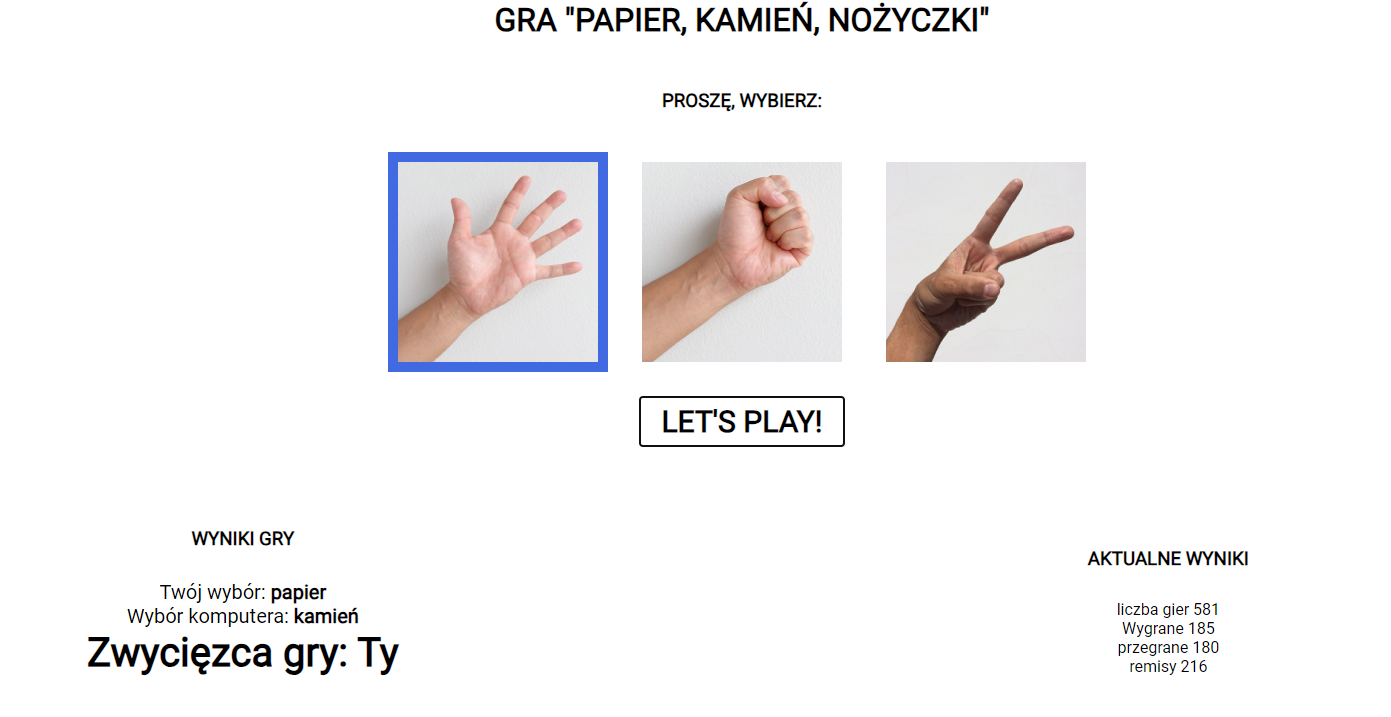 GRA "PAPIER, KAMIEŃ, NOŻYCZKI"
PROSZĘ, WYBIERZ:
LET'S PLAY!
WYNIKI GRY
Twój wybór: papier
Wybór komputera: kamień
Zwycięzca gry: Ty
AKTUALNE WYNIKI
liczba gier 581
Wygrane 185
przegrane 180
remisy 216